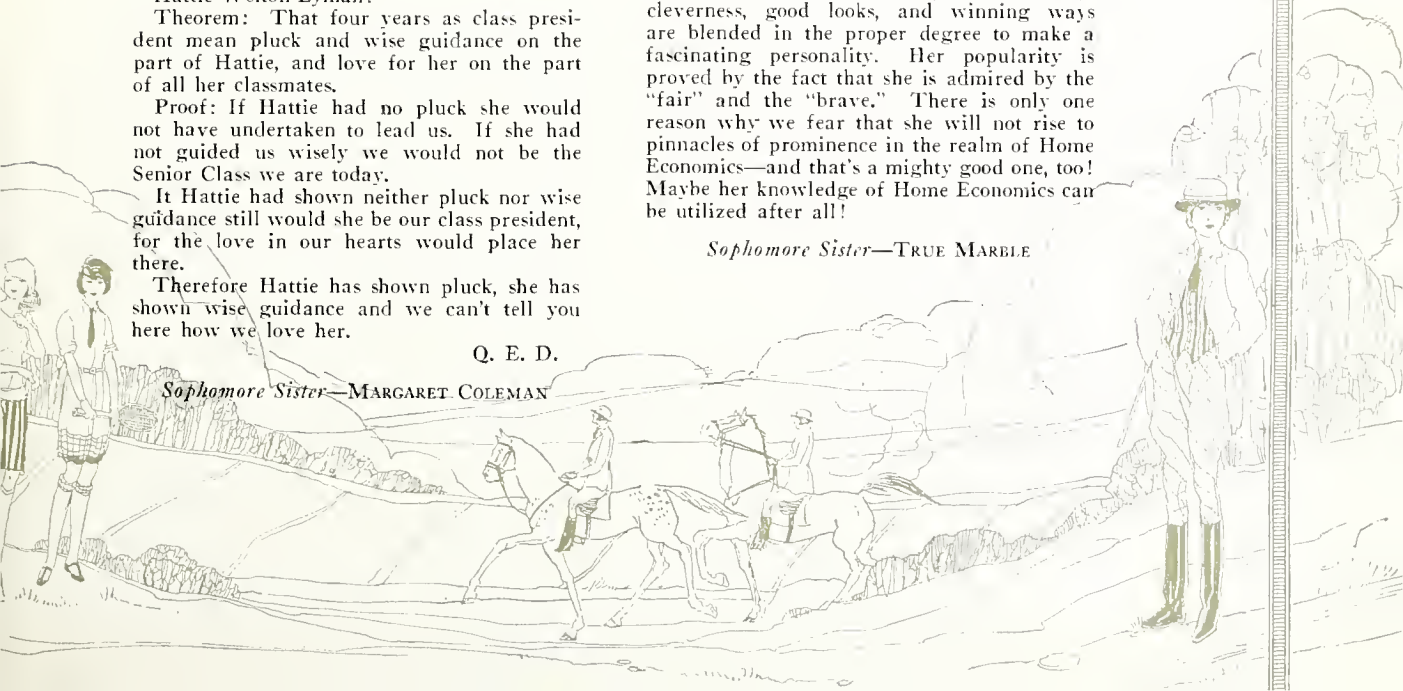 Theorem: That four years as class presi-
dent mean pluck and wise guidance on the
part of Hattie, and love for her on the part
of all her classmates.
Proof: If Hattie had no pluck she would
not have undertaken to lead us. If she had
not guided us wisely we would not be the
Senior Class we are today.
It Hattie had shown neither pluck nor wise
guidance still would she be our class president,
for the love in our hearts would place her
there.
Therefore Hattie has shown pluck, she has
shown wise guidance and we can't tell you
here how we love her.
Q. E. D.
Sophomore Sister—MARGARET COLEMAN
cleverness, good looks, and winning ways
are blended in the proper degree to make a
fascinating personality. Her popularity is
proved by the fact that she is admired by the
"fair" and the "brave." There is only one
reason why we fear that she will not rise to
pinnacles of prominence in the realm of Home
Economics—and that's a mighty good one, too!
Maybe her knowledge of Home Economics can
be utilized after all!
Sophomore Sister—TRUE MARBLE